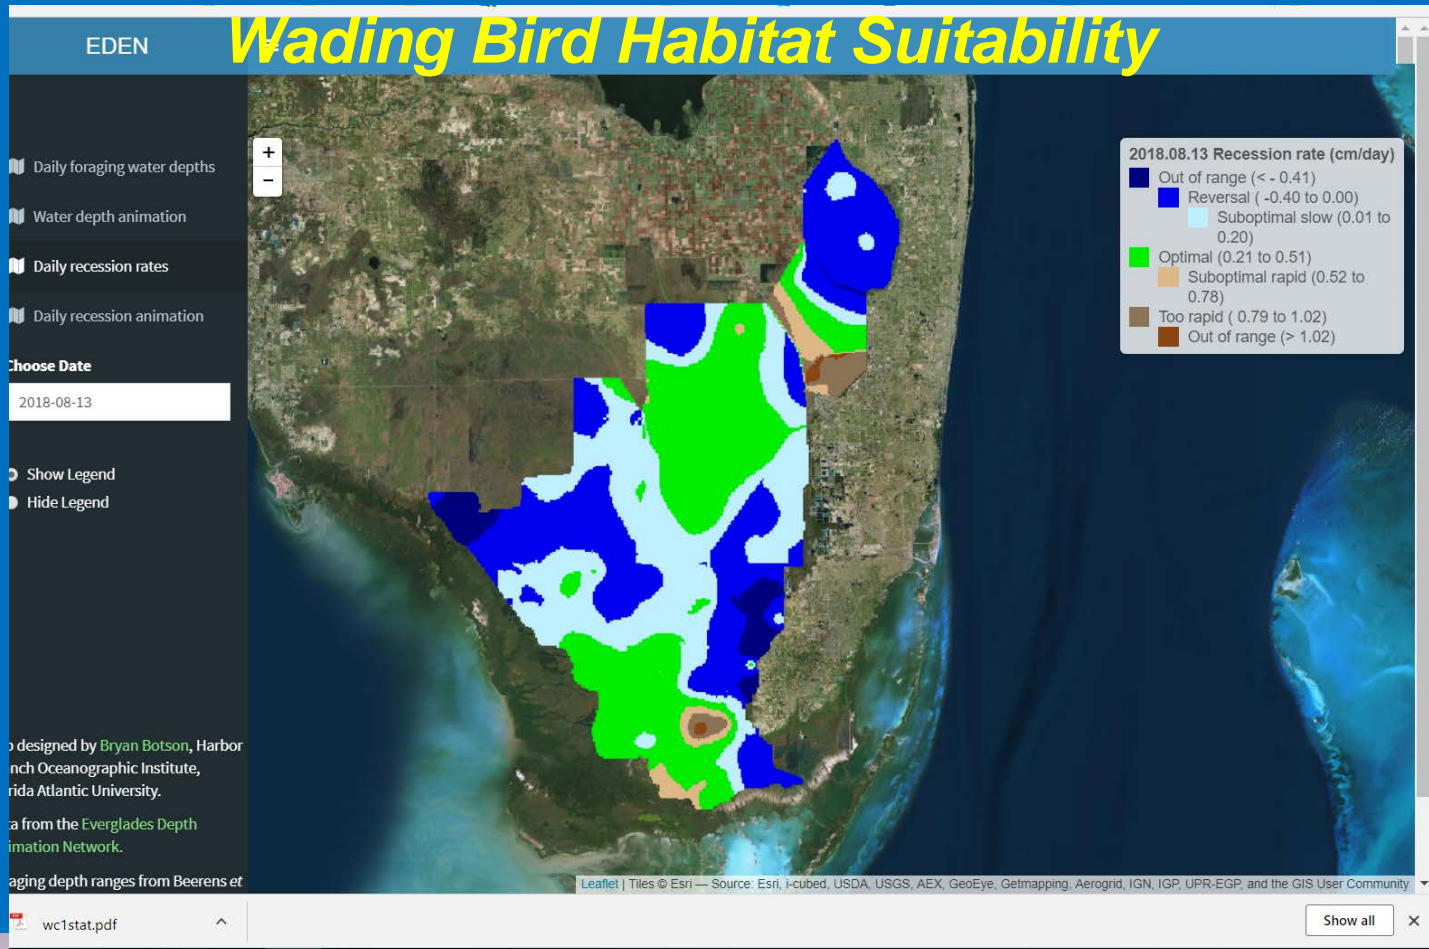 Wading Bird Habitat Suitability
EDEN
Daily foraging water depths
Water depth animation
Daily recession rates
Daily recession animation
Choose Date
2018-08-13
Show Legend
Hide Legend
+
−
2018.08.13 Recession rate (cm/day)
Out of range (< - 0.41)
Reversal ( -0.40 to 0.00)
Suboptimal slow (0.01 to
0.20)
Optimal (0.21 to 0.51)
Suboptimal rapid (0.52 to
0.78)
Too rapid ( 0.79 to 1.02)
Out of range (> 1.02)
designed by Bryan Botson, Harbor
nch Oceanographic Institute,
rida Atlantic University.
ta from the Everglades Depth
imation Network.
aging depth ranges from Beerens et
Leaflet | Tiles © Esri — Source: Esri, i-cubed, USDA, USGS, AEX, GeoEye, Getmapping, Aerogrid, IGN, IGP, UPR-EGP, and the GIS User Community
wc1stat.pdf
Show all